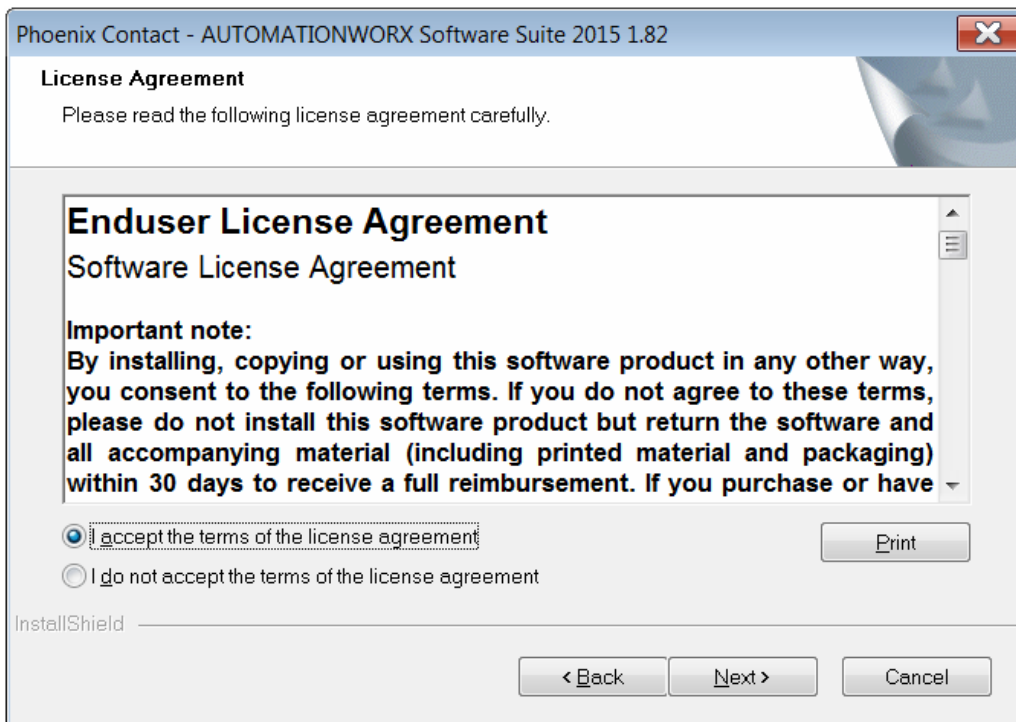 Phoenix Contact - AUTOMATIONWORX Software Suite 2015 1.82
License Agreement
Please read the following license agreement carefully.
Enduser License Agreement
Software License Agreement
Important note:
By installing, copying or using this software product in any other way,
you consent to the following terms. If you do not agree to these terms,
please do not install this software product but return the software and
all accompanying material (including printed material and packaging)
within 30 days to receive a full reimbursement. If you purchase or have
I accept the terms of the license agreement
Print
I do not accept the terms of the license agreement
InstallShield
< Back
Next >
Cancel